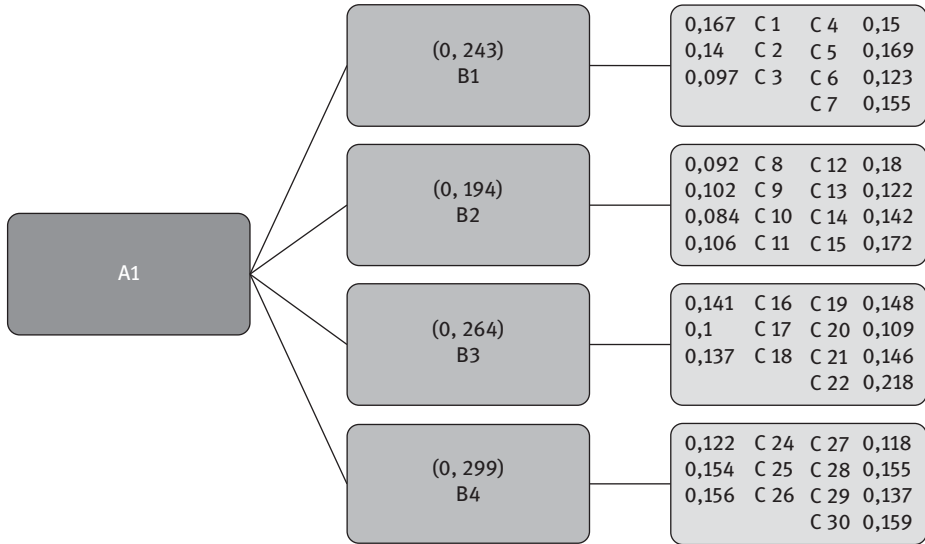 A1
(0, 243)
B1
0,167 C 1 C 4 0,15
0,14 C 2 C 5 0,169
0,097 C 3 C 6 0,123
C 7 0,155
(0, 194)
B2
0,092 C 8 C 12 0,18
0,102 C 9 C 13 0,122
0,084 C 10 C 14 0,142
0,106 C 11 C 15 0,172
(0, 264)
B3
0,141 C 16 C 19 0,148
0,1 C 17 C 20 0,109
0,137 C 18 C 21 0,146
C 22 0,218
(0, 299)
B4
0,122 C 24 C 27 0,118
0,154 C 25 C 28 0,155
0,156 C 26 C 29 0,137
C 30 0,159